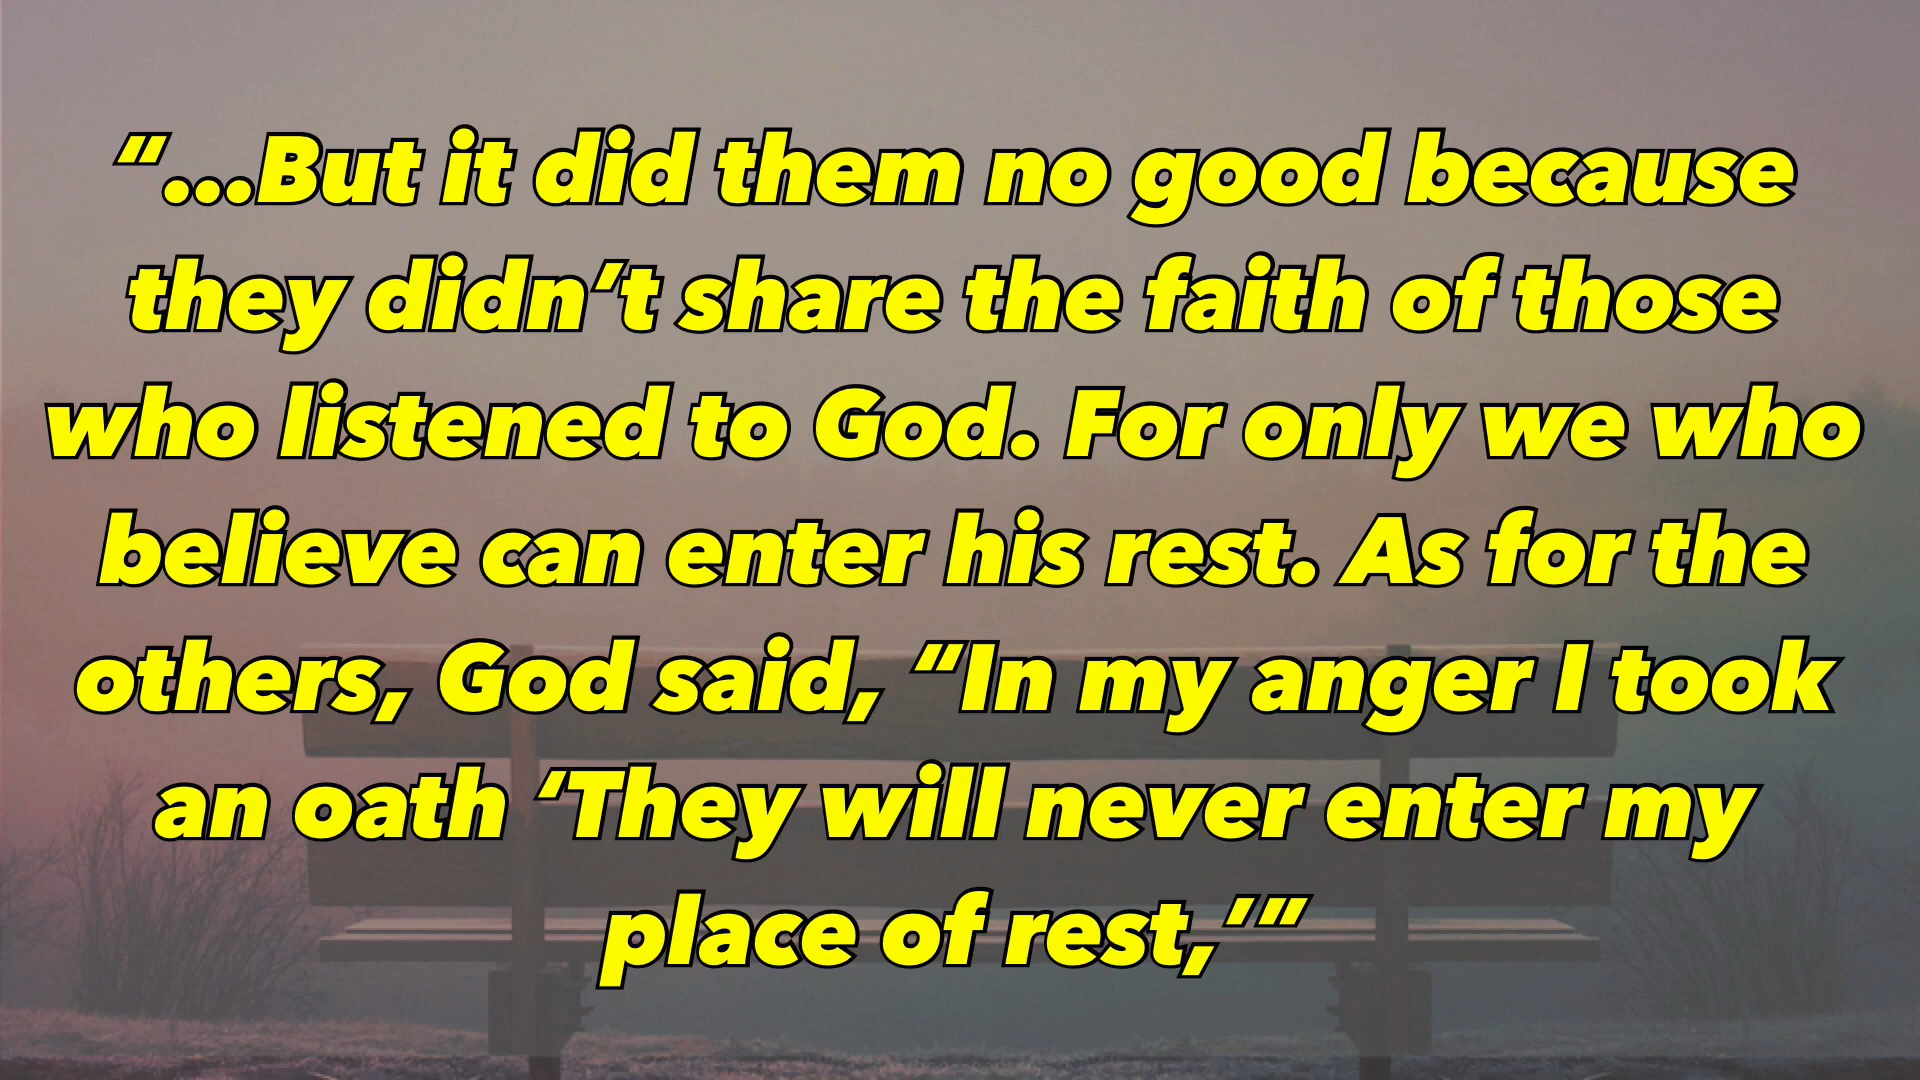 “...But it did them no good because
they didn’t share the faith of those
who listened to God. For only we who
believe can enter his rest. As for the
others, God said, “In my anger I took
an oath ‘They will never enter my
place of rest,’”